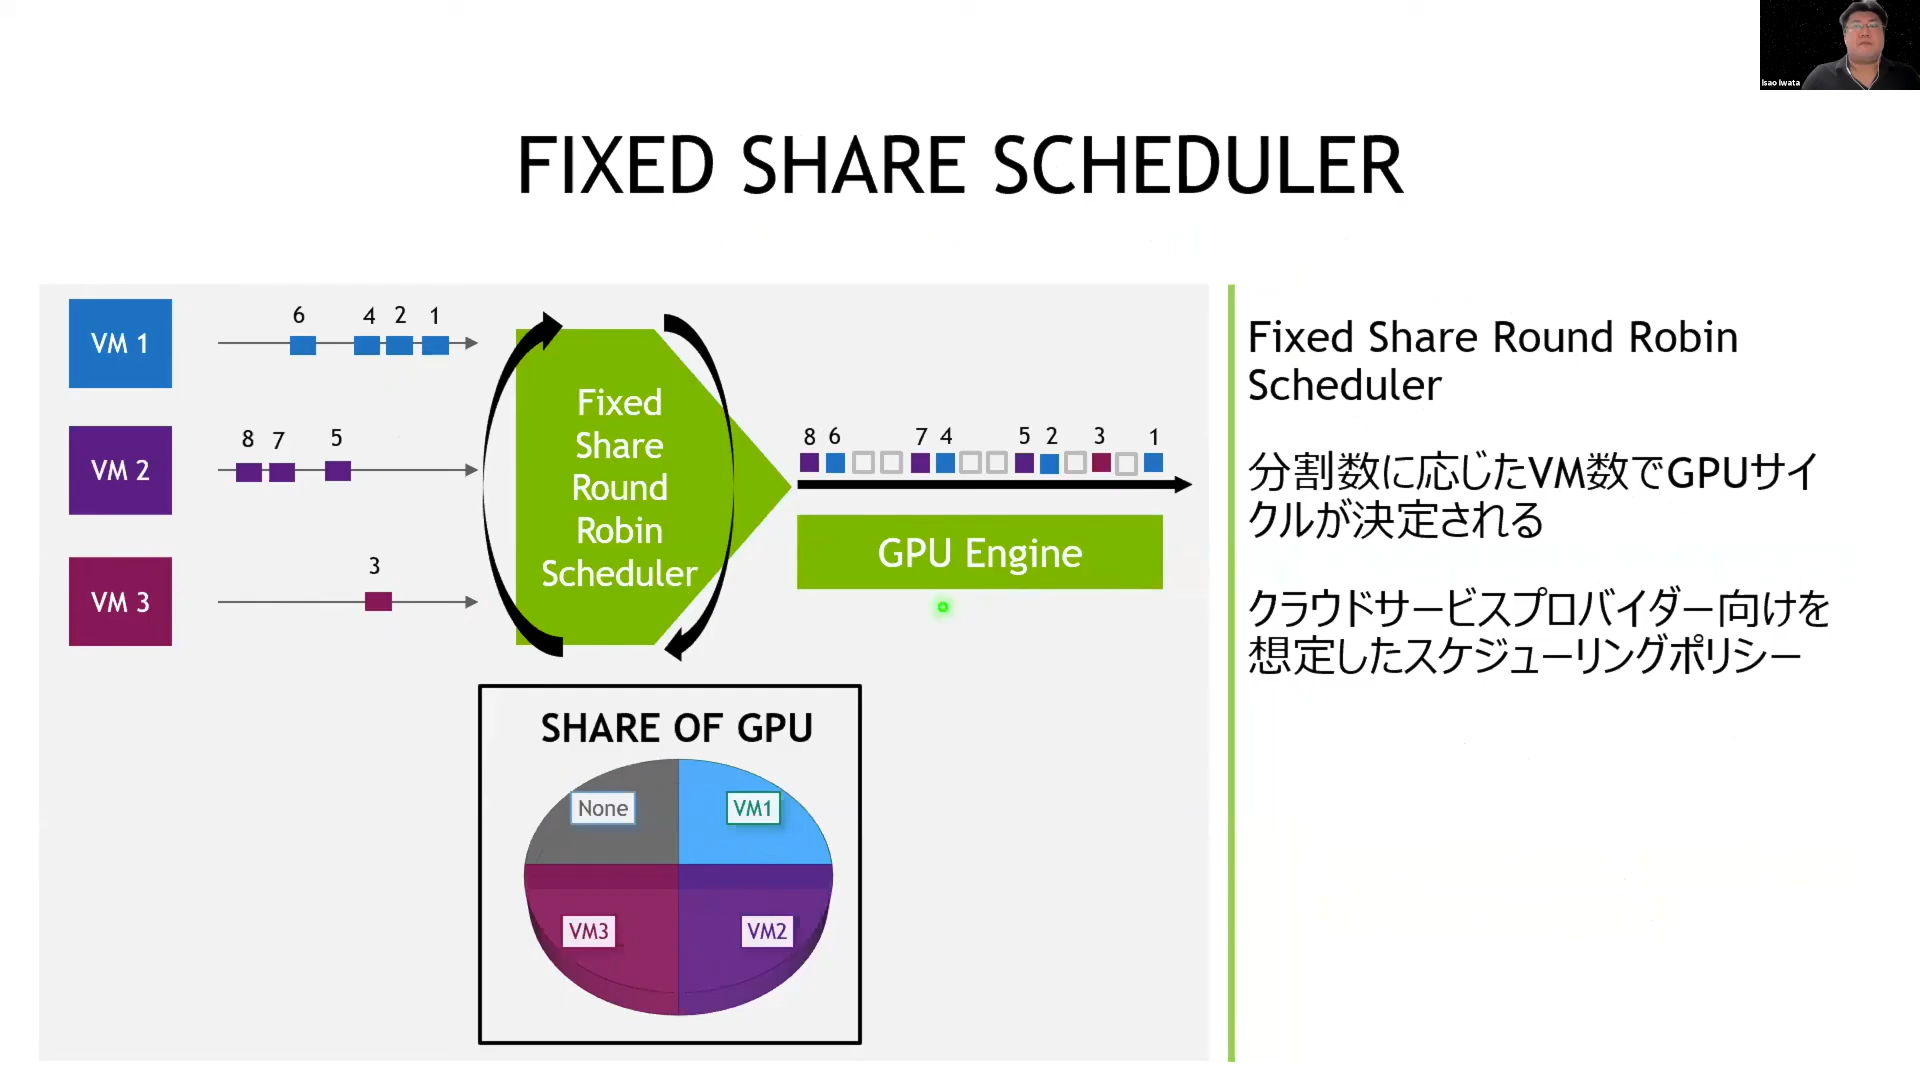 Isao Iwata
FIXED SHARE SCHEDULER
VM 1
6 4 2 1
VM 2
8 7 5
VM 3
3
Fixed
Share
Round
Robin
Scheduler
8 6 7 4 5 2 3 1
GPU Engine
SHARE OF GPU
None
VM1
VM3
VM2
Fixed Share Round Robin
Scheduler
分割数に応じたVM数でGPUサイ
クルが決定される
クラウドサービスプロバイダー向けを
想定したスケジューリングポリシー